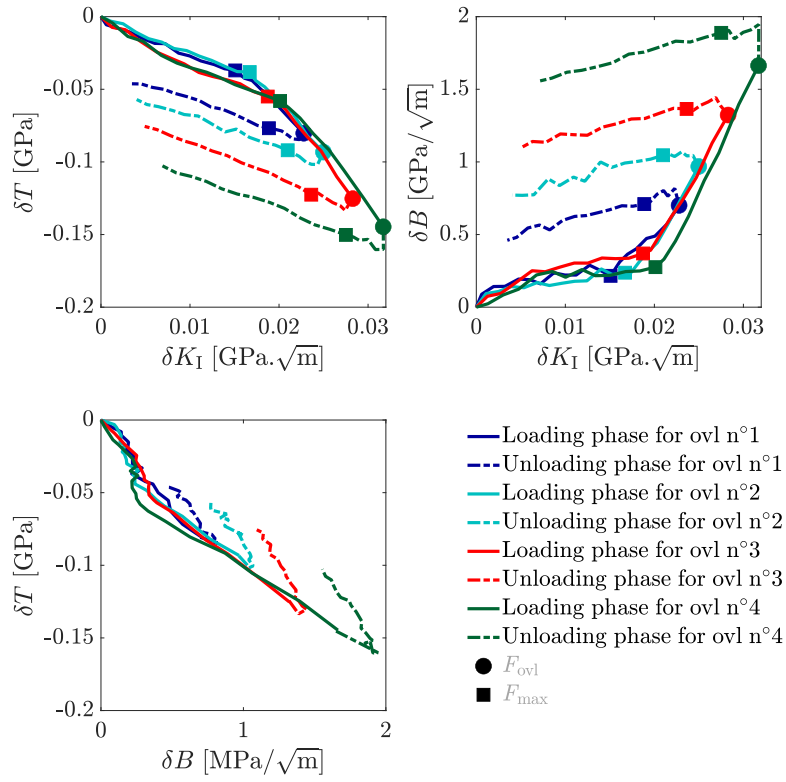 0
-0.05
-0.1
-0.15
-0.2
δT [GPa]
0
0.01
0.02
0.03
δK_I [GPa.√m]
2
1.5
1
0.5
0
δB [GPa/√m]
0
0.01
0.02
0.03
δK_I [GPa.√m]
0
-0.05
-0.1
-0.15
-0.2
δT [GPa]
0
1
2
δB [MPa/√m]
Loading phase for ovl n°1
Unloading phase for ovl n°1
Loading phase for ovl n°2
Unloading phase for ovl n°2
Loading phase for ovl n°3
Unloading phase for ovl n°3
Loading phase for ovl n°4
Unloading phase for ovl n°4
F_ovl
F_max